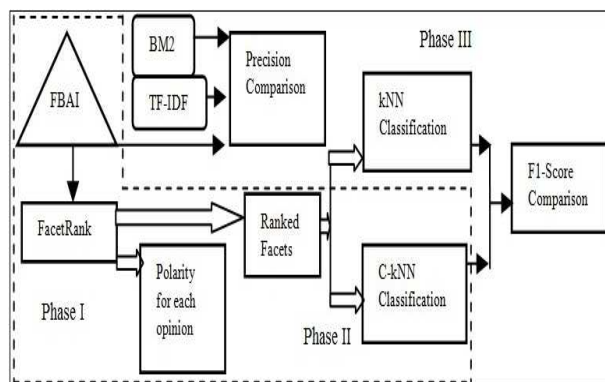 BM2
TF-IDF
FBAI
Precision
Comparison
Phase III
kNN
Classification
F1-Score
Comparison
FacetRank
Ranked
Facets
Polarity
for each
opinion
C-kNN
Classification
Phase I
Phase II